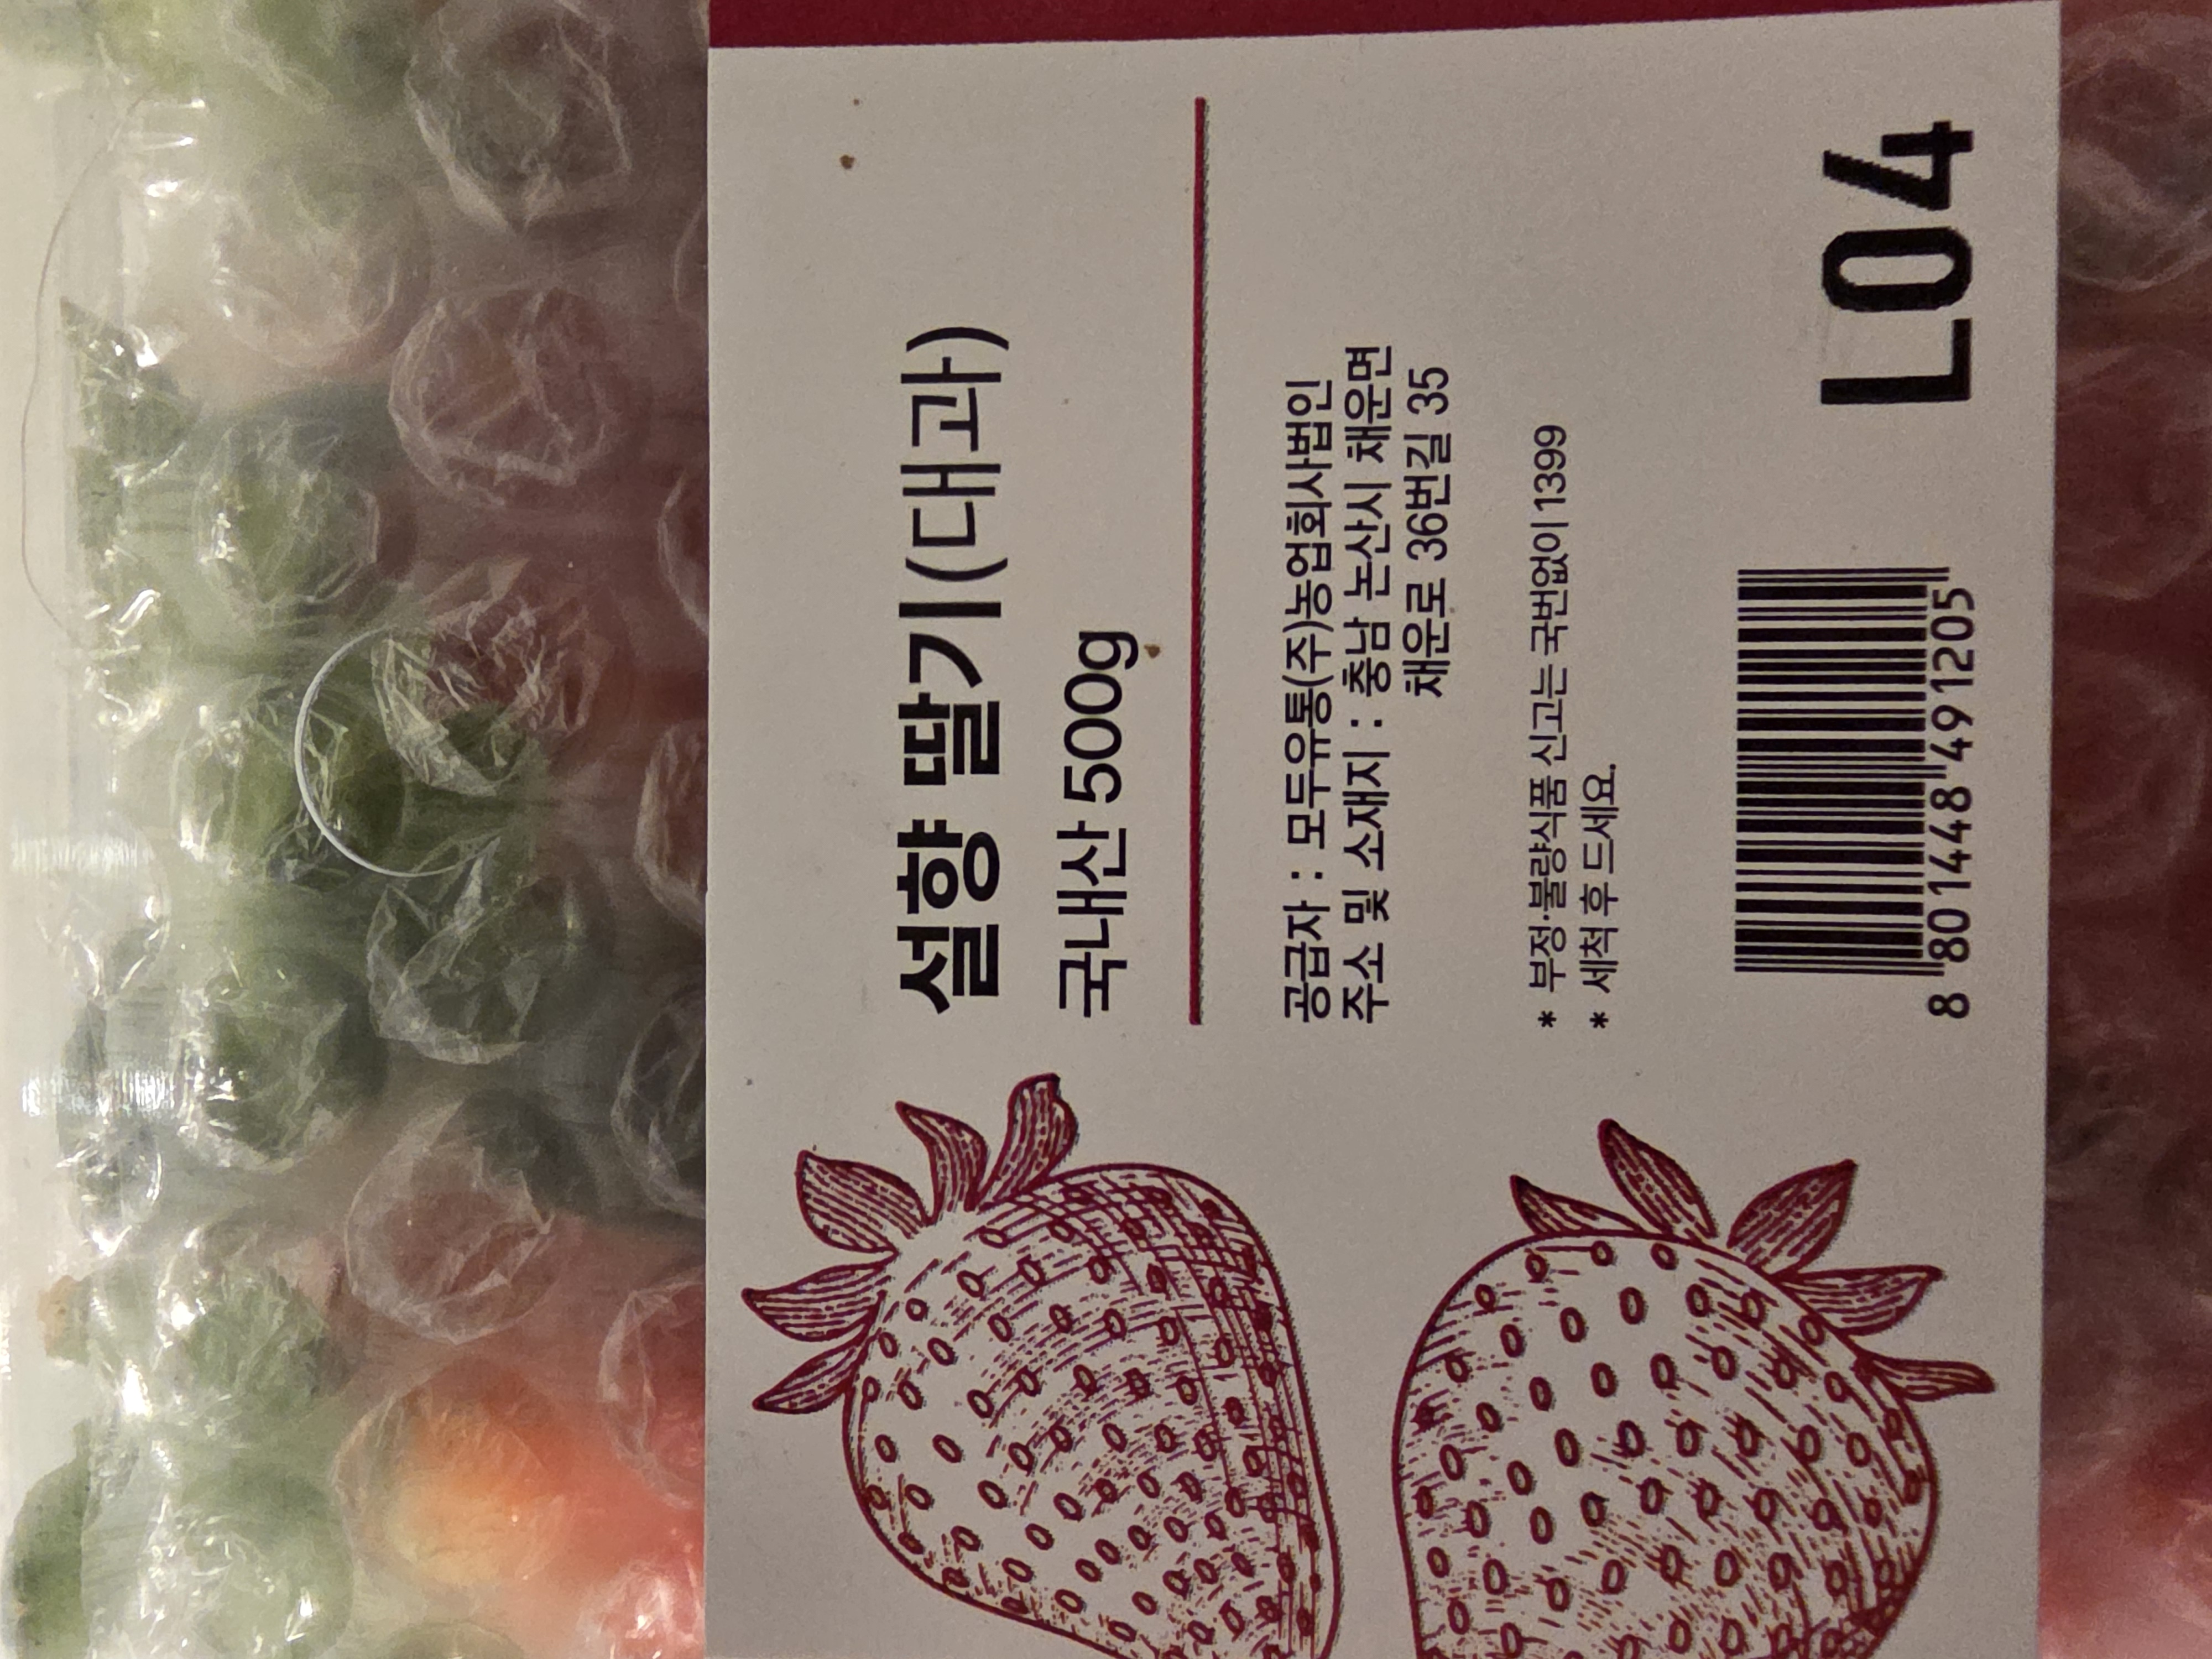 설향 딸기(대과)
국내산 500g
공급자 : 모두유통(주)농업회사법인
주소 및 소재지 : 충남 논산시 채운면
채운로 36번길 35
* 부정·불량식품 신고는 국번없이 1399
* 세척 후 드세요.
8 801448 491205
L04